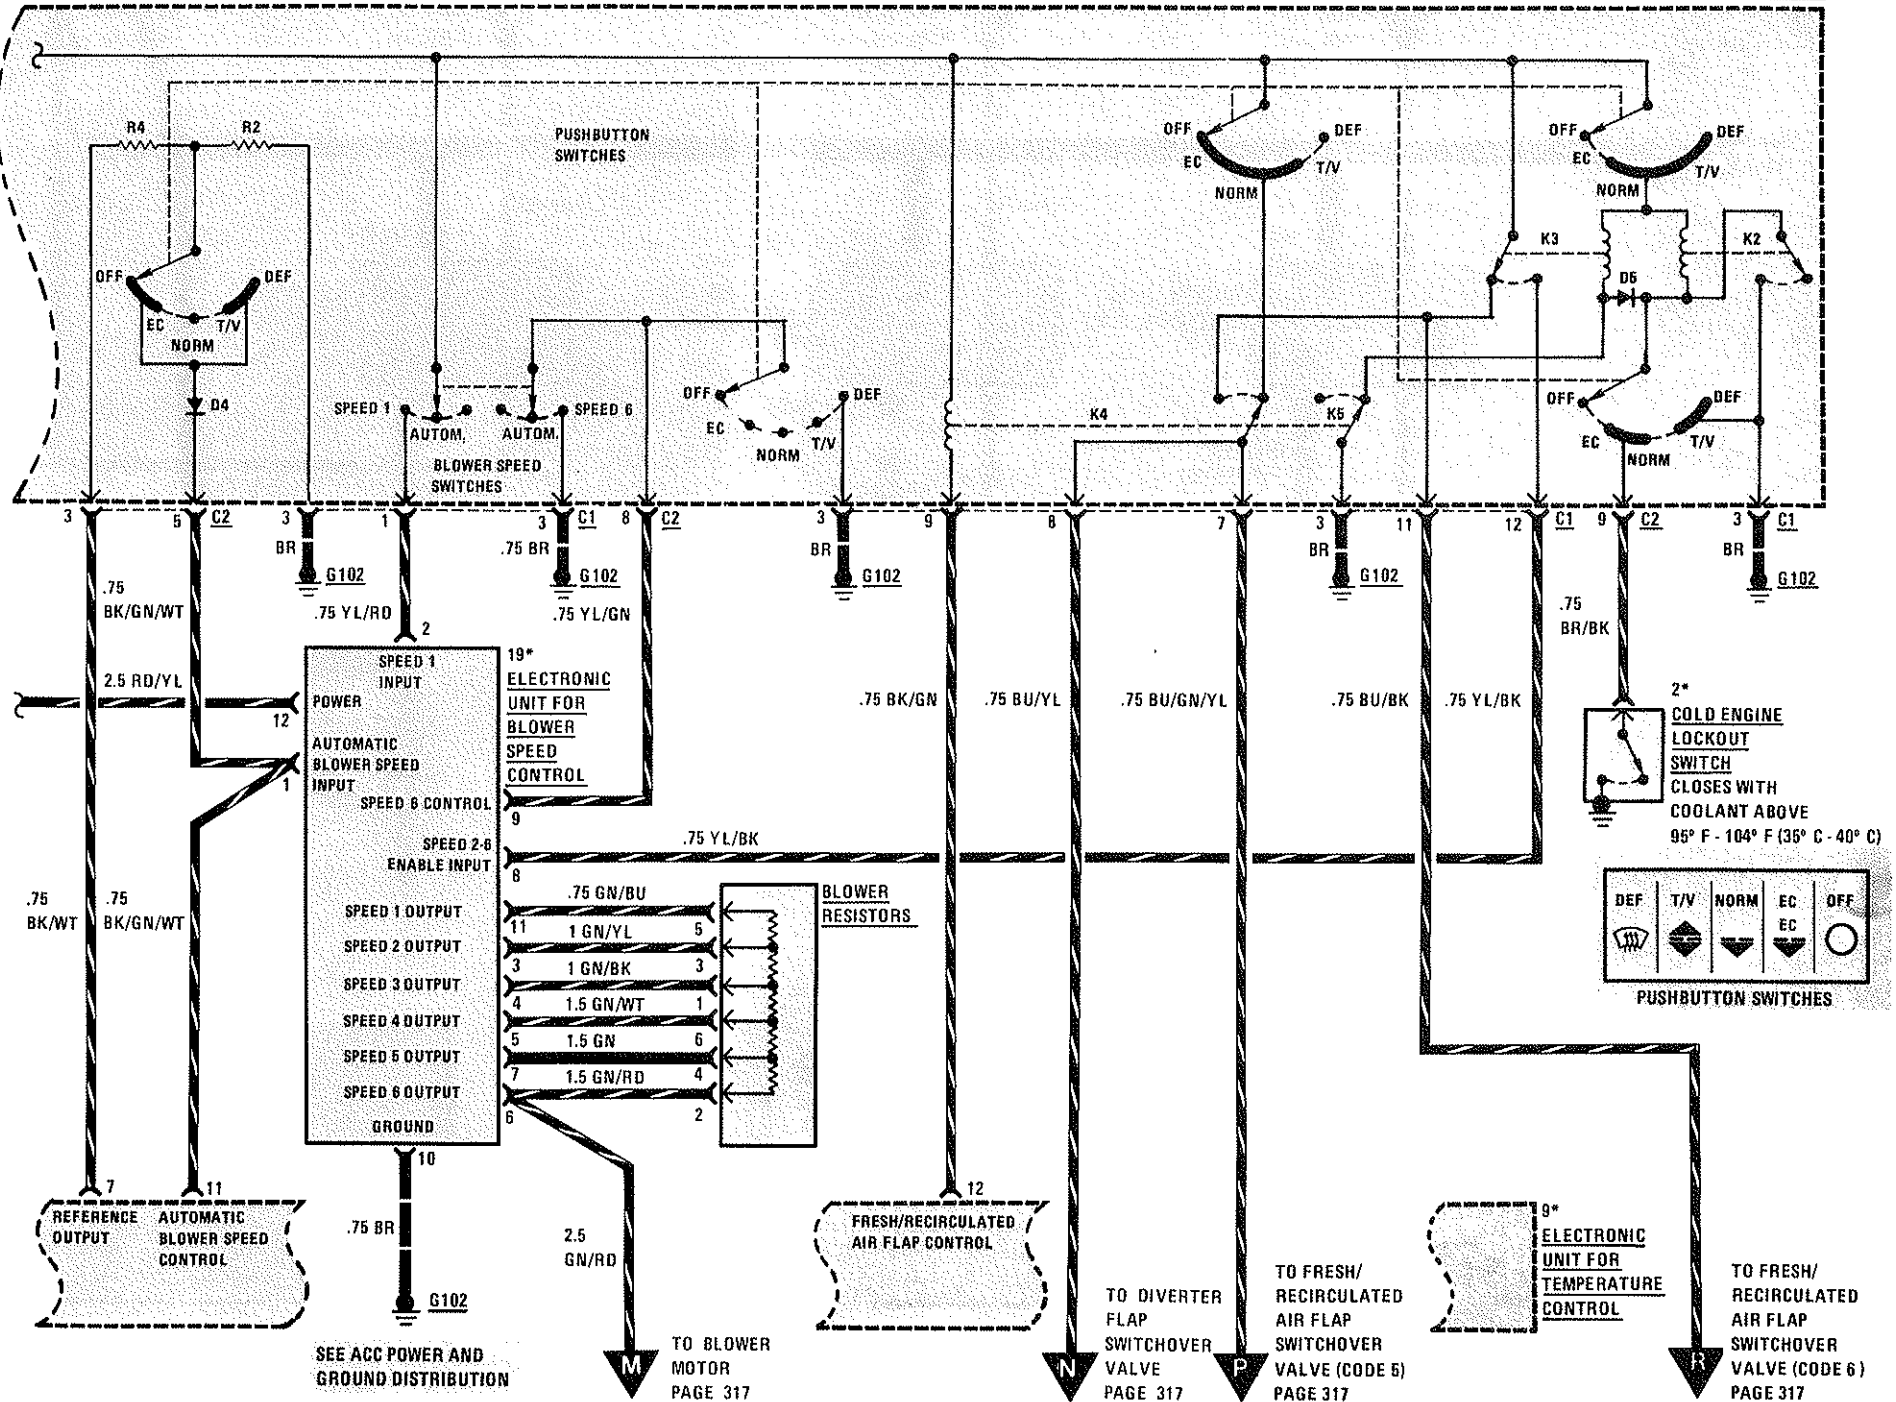 R4
R2
PUSHBUTTON
SWITCHES
OFF
DEF
EC
T/V
NORM
D4
SPEED 1
AUTOM.
AUTOM.
SPEED 6
BLOWER SPEED
SWITCHES
OFF
DEF
EC
T/V
NORM
OFF
DEF
EC
T/V
NORM
OFF
DEF
EC
T/V
NORM
K3
D5
K2
K4
K5
OFF
DEF
EC
T/V
NORM
3
5
C2
3
1
3
C1
8
C2
3
9
8
7
3
11
12
C1
9
C2
3
C1
BR
.75 BR
BR
BR
BR
G102
G102
G102
G102
G102
.75
BK/GN/WT
.75 YL/RD
.75 YL/GN
.75
BR/BK
2
SPEED 1
INPUT
19*
ELECTRONIC
UNIT FOR
BLOWER
SPEED
CONTROL
2.5 RD/YL
12
POWER
AUTOMATIC
BLOWER SPEED
INPUT
1
SPEED 6 CONTROL
9
SPEED 2-6
ENABLE INPUT
8
.75 YL/BK
.75 BK/GN
.75 BU/YL
.75 BU/GN/YL
.75 BU/BK
.75 YL/BK
2*
COLD ENGINE
LOCKOUT
SWITCH
CLOSES WITH
COOLANT ABOVE
95° F - 104° F (35° C - 40° C)
.75
BK/WT
.75
BK/GN/WT
SPEED 1 OUTPUT
.75 GN/BU
11
5
SPEED 2 OUTPUT
1 GN/YL
3
3
SPEED 3 OUTPUT
1 GN/BK
4
1
SPEED 4 OUTPUT
1.5 GN/WT
5
6
SPEED 5 OUTPUT
1.5 GN
7
4
SPEED 6 OUTPUT
1.5 GN/RD
6
2
GROUND
10
BLOWER
RESISTORS
DEF
T/V
NORM
EC
OFF
EC
PUSHBUTTON SWITCHES
7
11
REFERENCE
OUTPUT
AUTOMATIC
BLOWER SPEED
CONTROL
.75 BR
G102
SEE ACC POWER AND
GROUND DISTRIBUTION
2.5
GN/RD
M
TO BLOWER
MOTOR
PAGE 317
12
FRESH/RECIRCULATED
AIR FLAP CONTROL
N
TO DIVERTER
FLAP
SWITCHOVER
VALVE
PAGE 317
P
TO FRESH/
RECIRCULATED
AIR FLAP
SWITCHOVER
VALVE (CODE 5)
PAGE 317
9*
ELECTRONIC
UNIT FOR
TEMPERATURE
CONTROL
R
TO FRESH/
RECIRCULATED
AIR FLAP
SWITCHOVER
VALVE (CODE 6)
PAGE 317